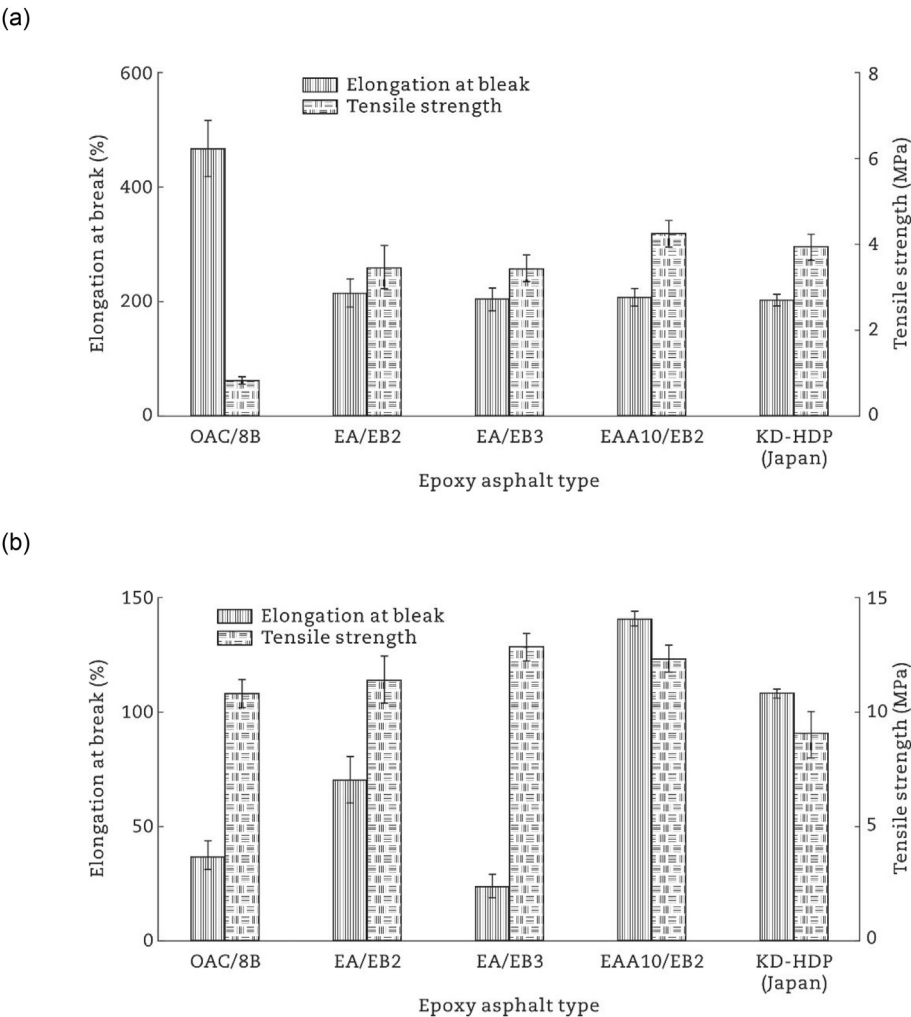 (a)
600
400
200
0
Elongation at break (%)
Elongation at bleak
Tensile strength
8
6
4
2
0
Tensile strength (MPa)
OAC/8B
EA/EB2
EA/EB3
EAA10/EB2
KD-HDP
(Japan)
Epoxy asphalt type
(b)
150
100
50
0
Elongation at break (%)
Elongation at bleak
Tensile strength
15
10
5
0
Tensile strength (MPa)
OAC/8B
EA/EB2
EA/EB3
EAA10/EB2
KD-HDP
(Japan)
Epoxy asphalt type